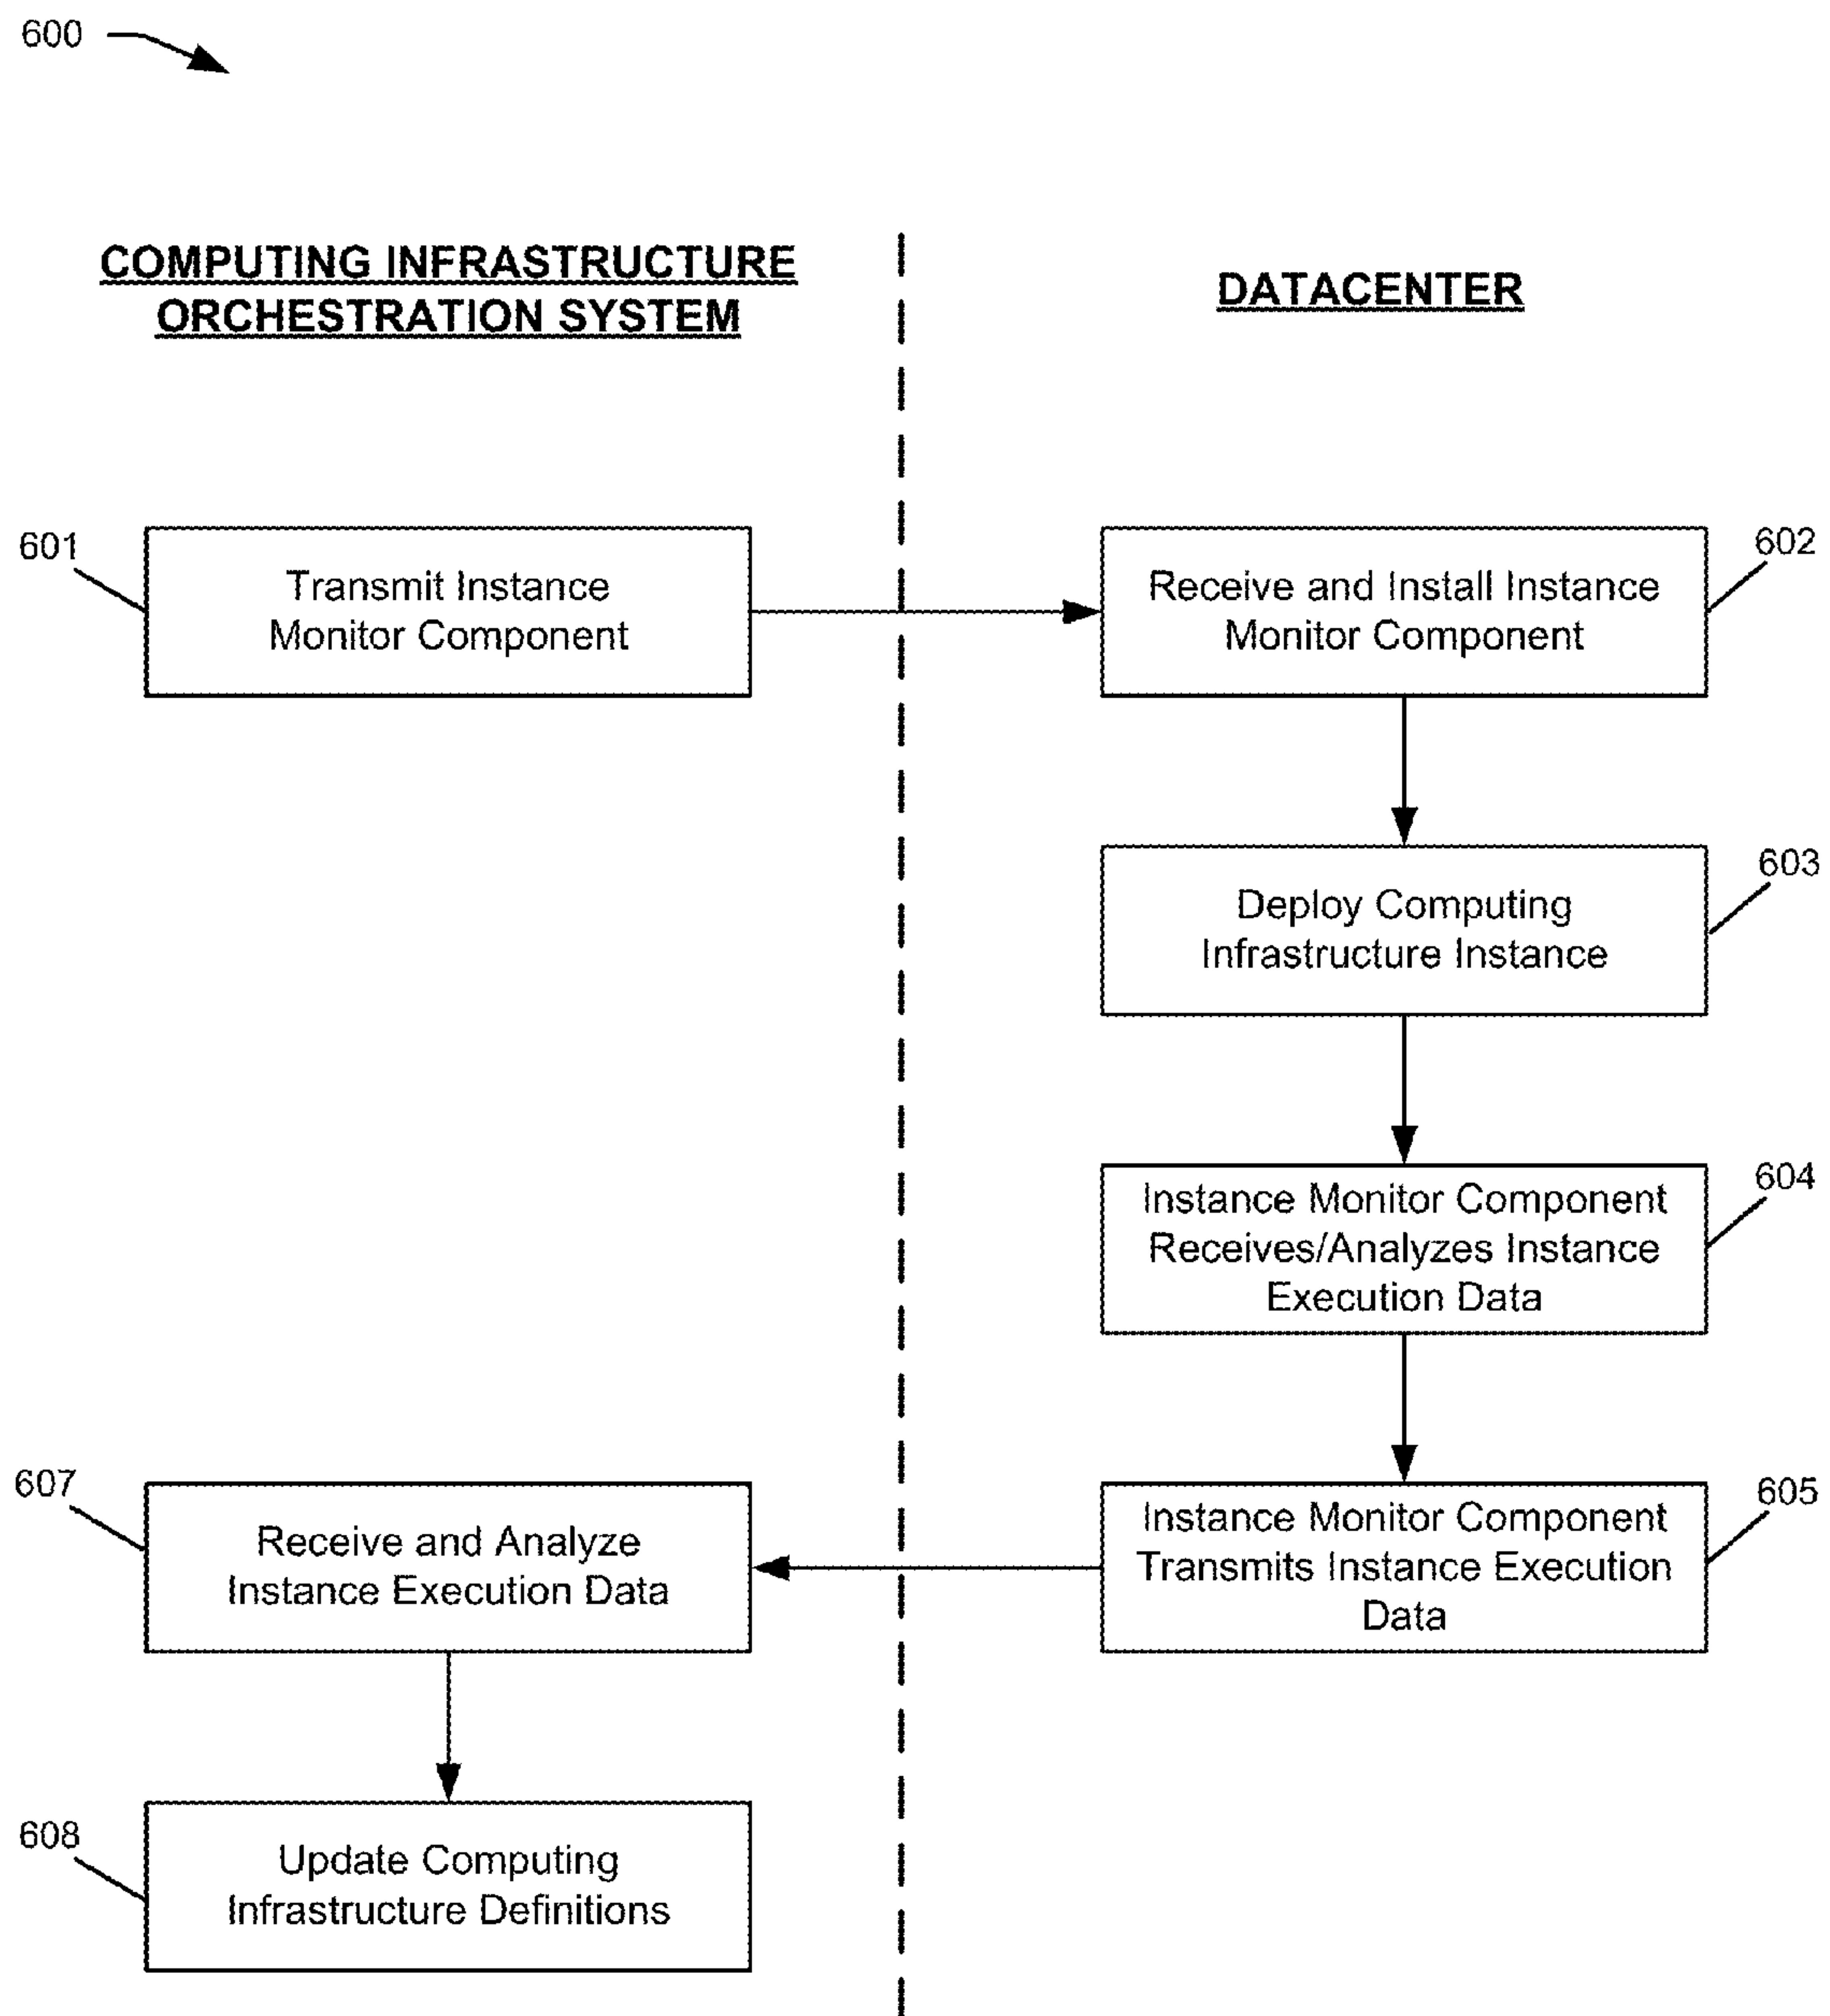 600
COMPUTING INFRASTRUCTURE
ORCHESTRATION SYSTEM
DATACENTER
601
Transmit Instance
Monitor Component
602
Receive and Install Instance
Monitor Component
603
Deploy Computing
Infrastructure Instance
604
Instance Monitor Component
Receives/Analyzes Instance
Execution Data
605
Instance Monitor Component
Transmits Instance Execution
Data
607
Receive and Analyze
Instance Execution Data
608
Update Computing
Infrastructure Definitions